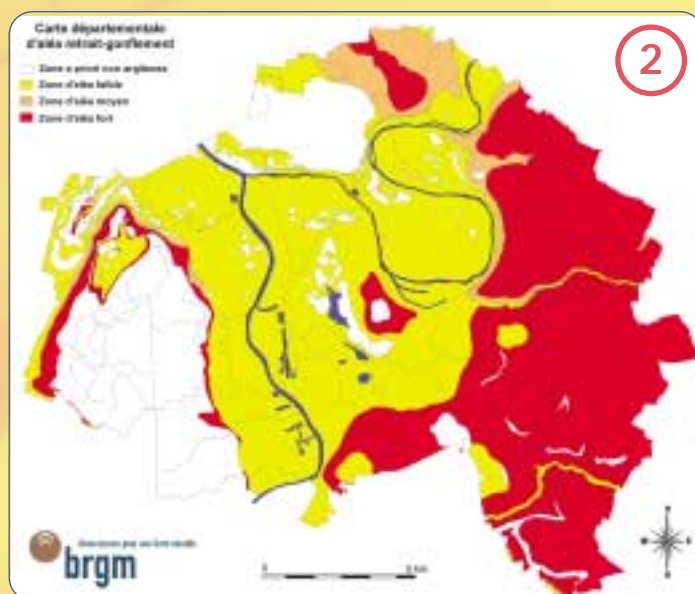 Carte départementale
d'aléa retrait-gonflement
Zone a priori non argileuse
Zone d'aléa faible
Zone d'aléa moyen
Zone d'aléa fort
2
brgm
0